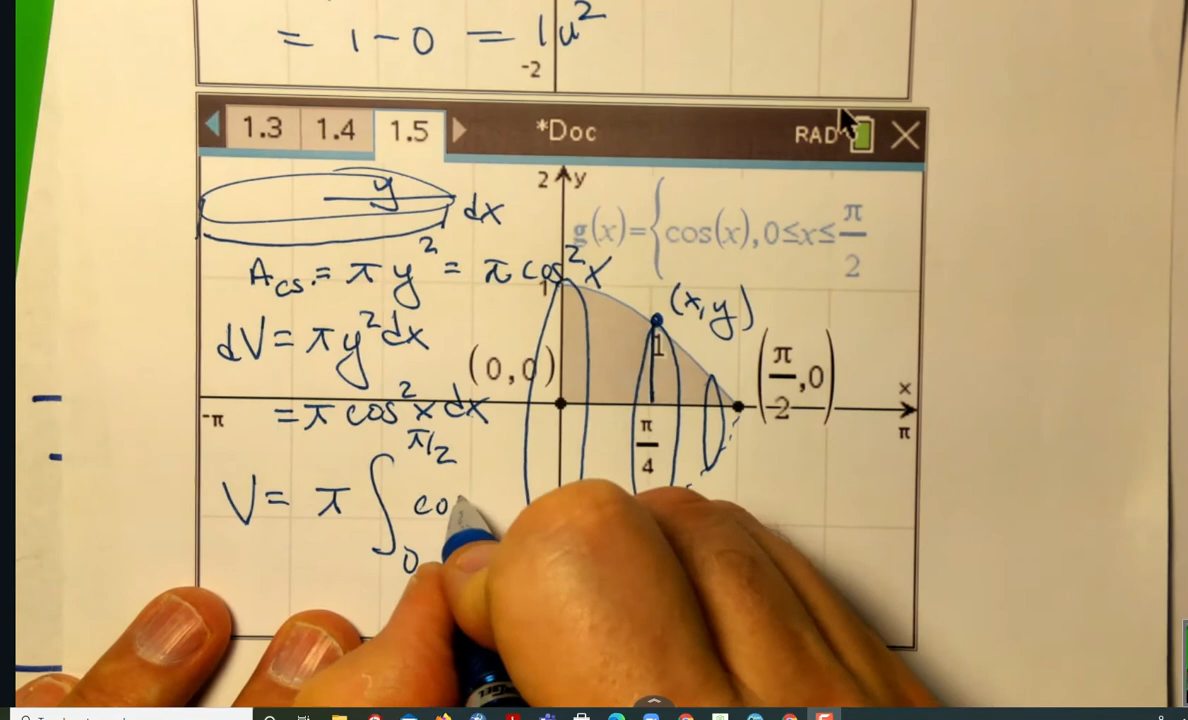 = 1 - 0 = 1u²
-2
1.3 1.4 1.5 *Doc RAD
y dx
2 y
g(x)={cos(x),0≤x≤π/2
A_cs. = πy² = π cos²x
1
(x,y)
dV = πy²dx
1
(0,0)
(π/2,0)
x
= π cos²x dx
-π
π
π/4
V = π ∫₀^π/2 co